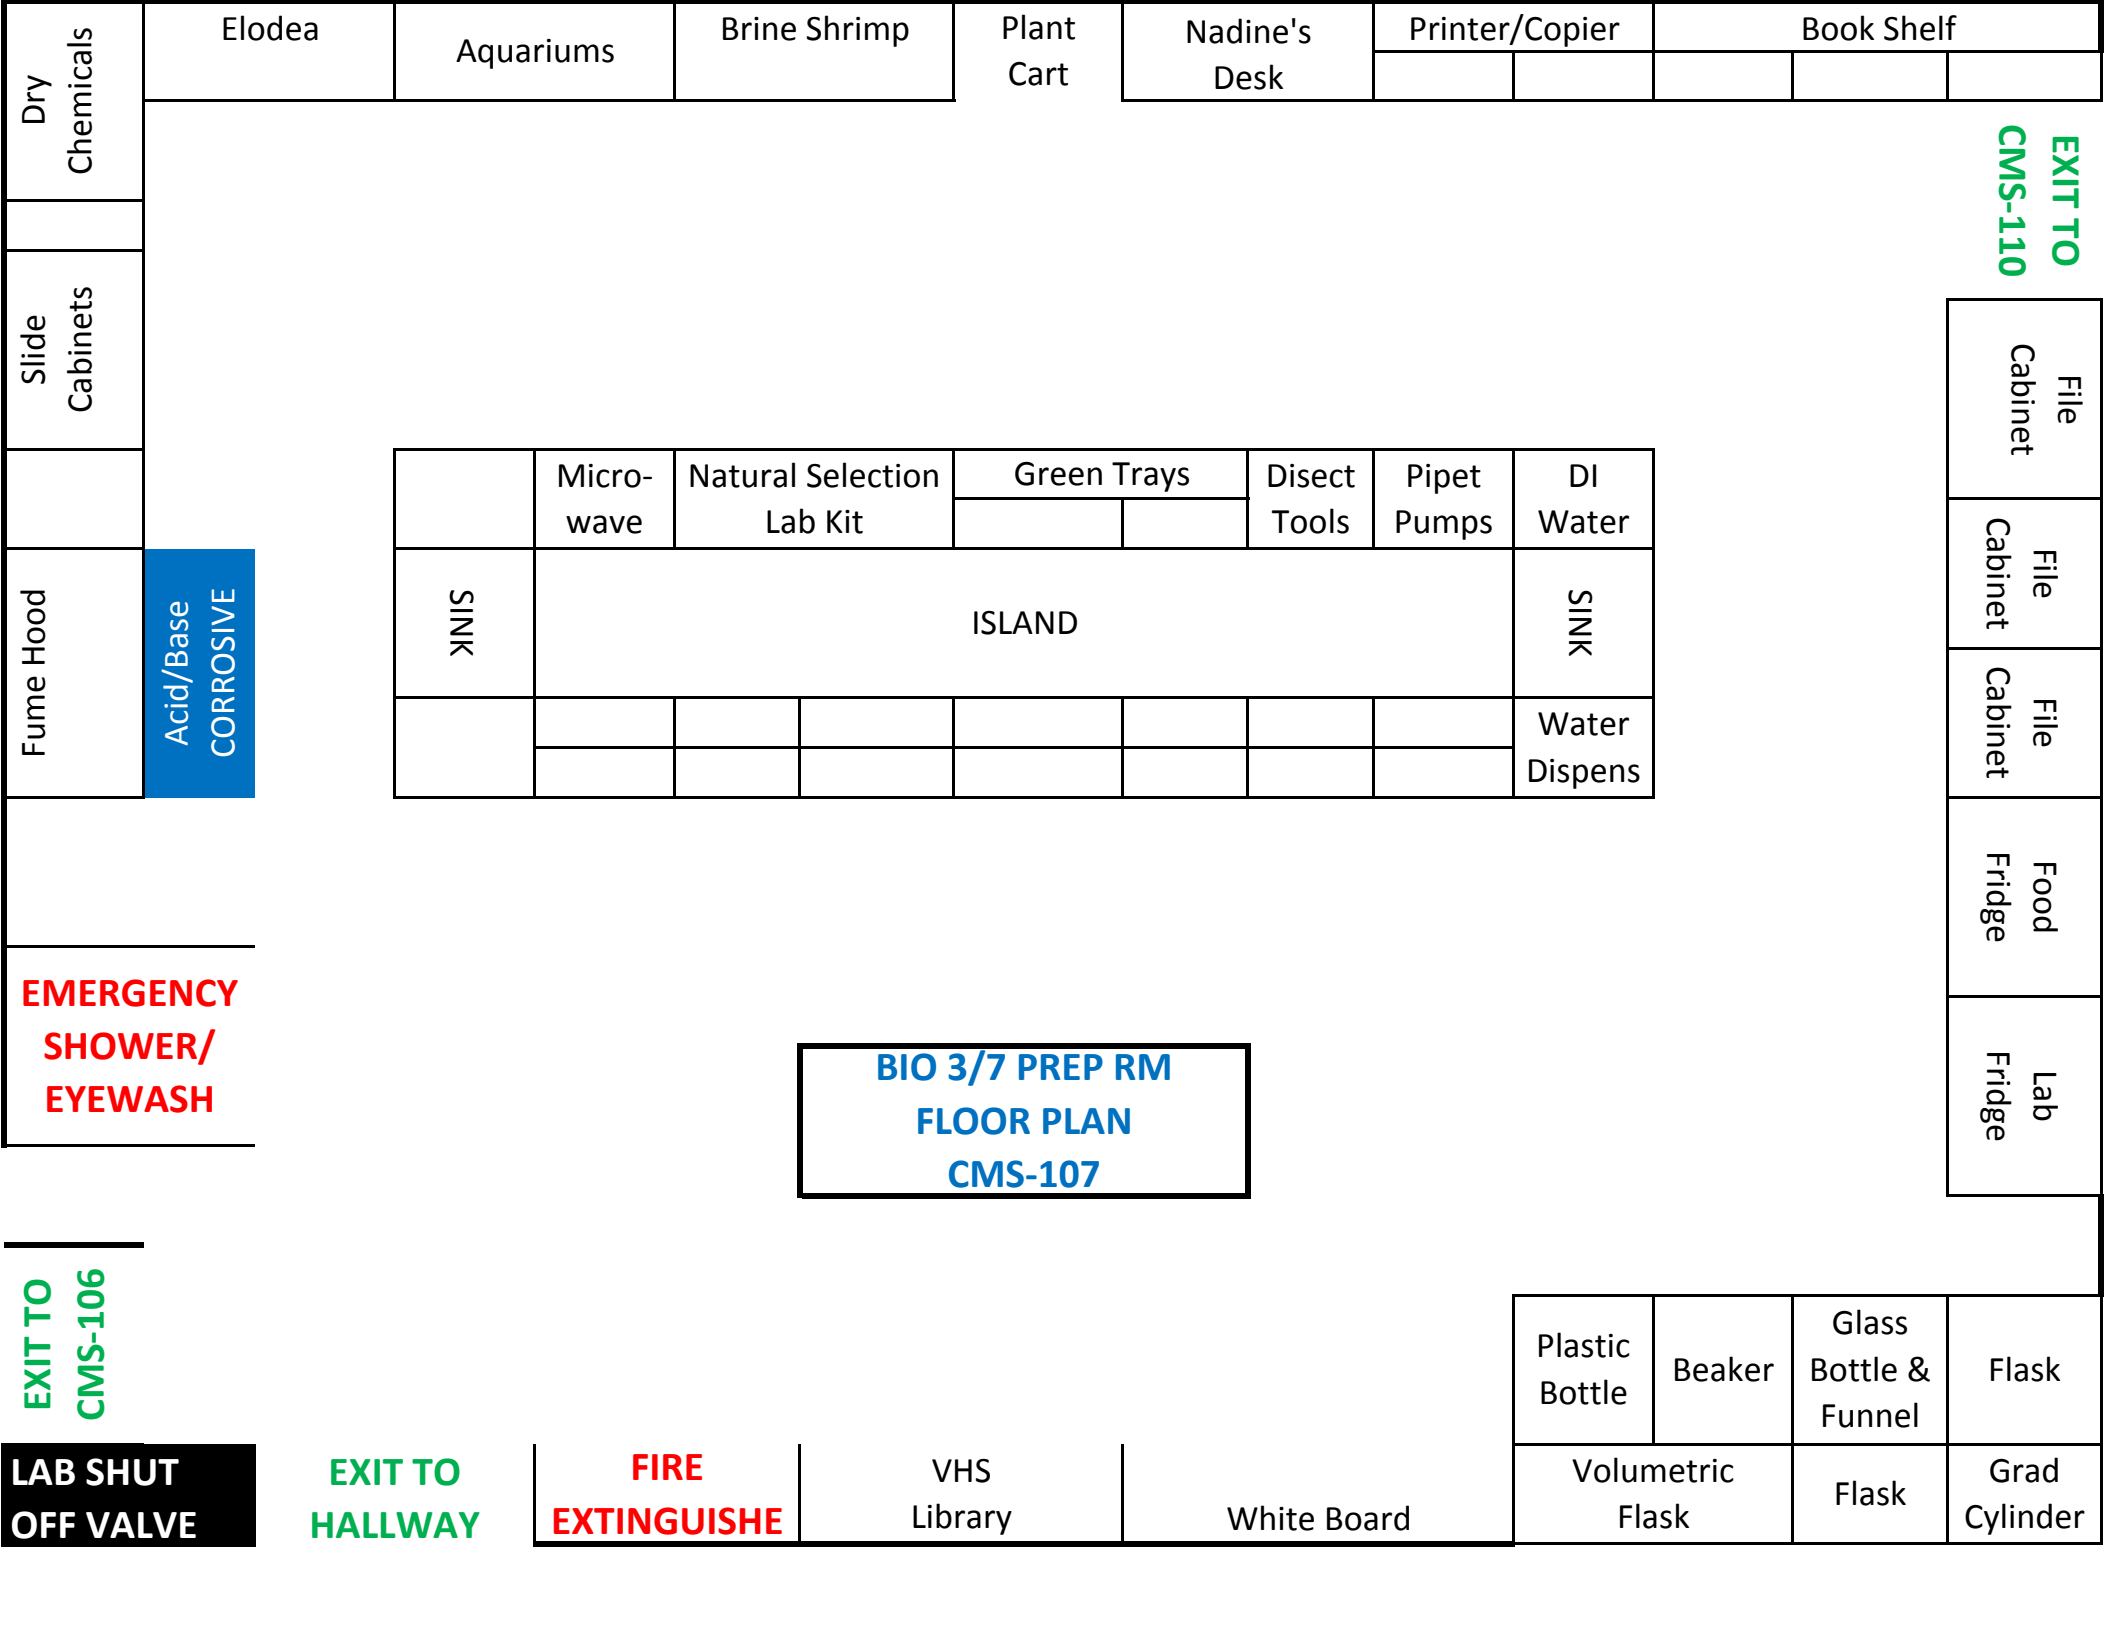 Dry
Chemicals
Elodea
Aquariums
Brine Shrimp
Plant
Cart
Nadine's
Desk
Printer/Copier
Book Shelf
EXIT TO
CMS-110
Slide
Cabinets
File
Cabinet
Micro-
wave
Natural Selection
Lab Kit
Green Trays
Disect
Tools
Pipet
Pumps
DI
Water
File
Cabinet
Fume Hood
Acid/Base
CORROSIVE
SINK
ISLAND
SINK
File
Cabinet
Water
Dispens
Food
Fridge
EMERGENCY
SHOWER/
EYEWASH
BIO 3/7 PREP RM
FLOOR PLAN
CMS-107
Lab
Fridge
EXIT TO
CMS-106
Plastic
Bottle
Beaker
Glass
Bottle &
Funnel
Flask
LAB SHUT
OFF VALVE
EXIT TO
HALLWAY
FIRE
EXTINGUISHE
VHS
Library
White Board
Volumetric
Flask
Flask
Grad
Cylinder